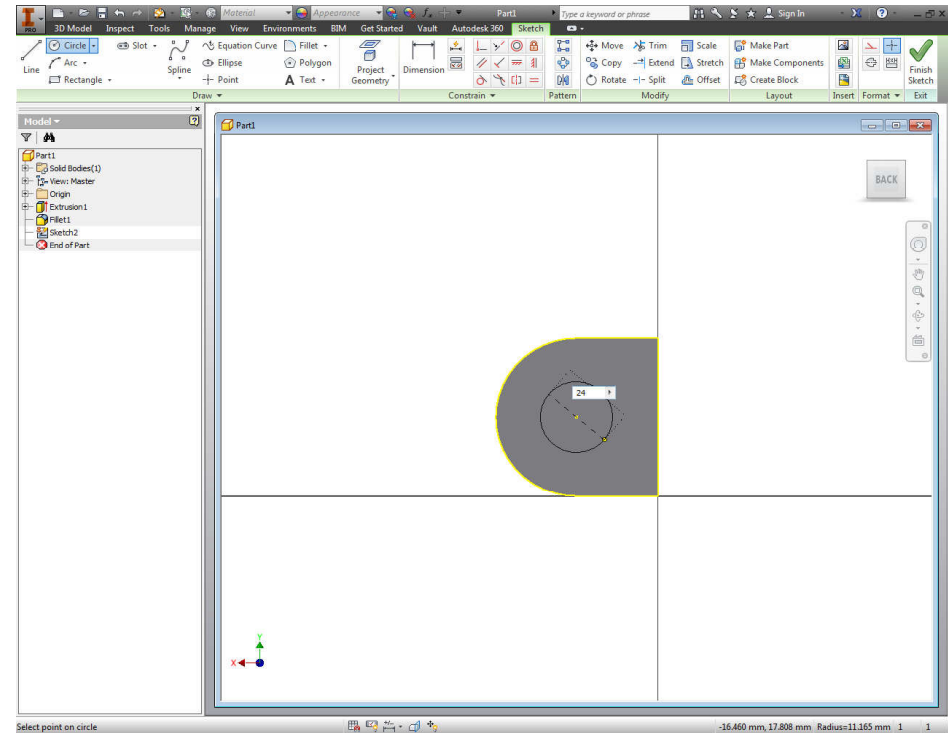 Material Appearance Part1 Type a keyword or phrase Sign In
PRO 3D Model Inspect Tools Manage View Environments BIM Get Started Vault Autodesk 360 Sketch
Line Circle Arc Rectangle Slot Spline Equation Curve Ellipse Point Fillet Polygon A Text Project Geometry Dimension Move Copy Rotate Trim Extend Split Scale Stretch Offset Make Part Make Components Create Block Finish Sketch
Draw Constrain Pattern Modify Layout Insert Format Exit
Model
Part1
Solid Bodies(1)
View: Master
Origin
Extrusion1
Fillet1
Sketch2
End of Part
Part1
BACK
24
Y
X
Select point on circle -16.460 mm, 17.808 mm Radius=11.165 mm 1 1